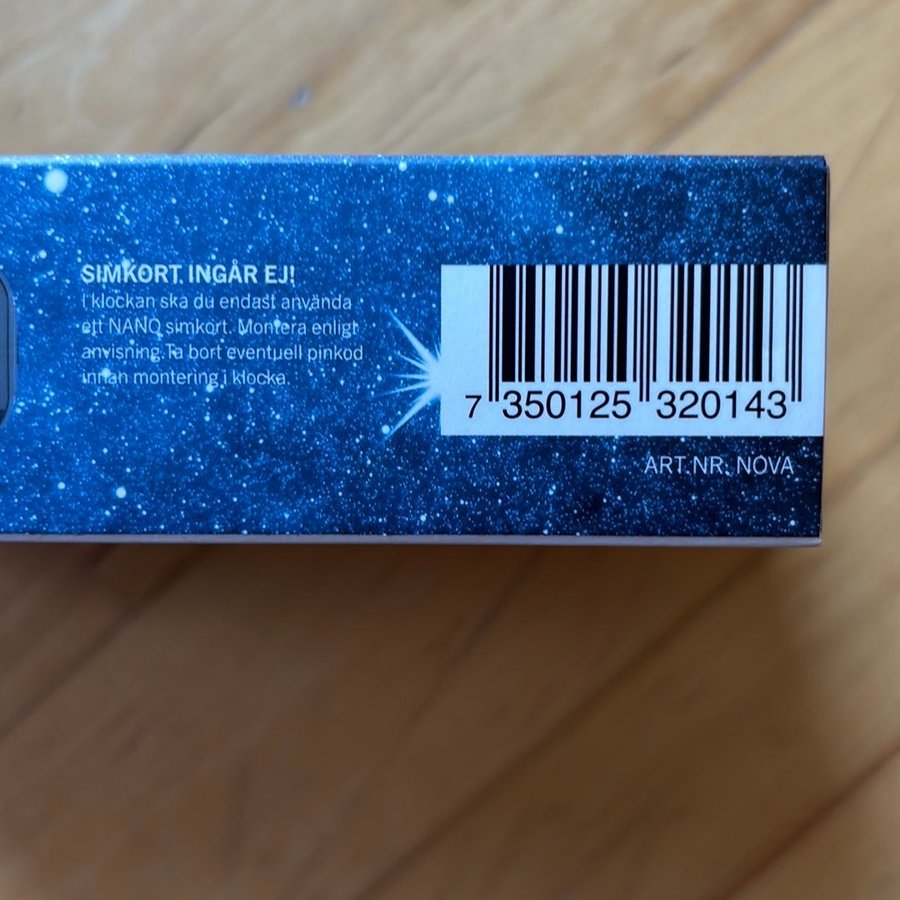 SIMKORT INGÅR EJ!
I klockan ska du endast använda
ett NANO simkort. Montera enligt
anvisning.Ta bort eventuell pinkod
innan montering i klocka.
7 350125 320143
ART.NR. NOVA